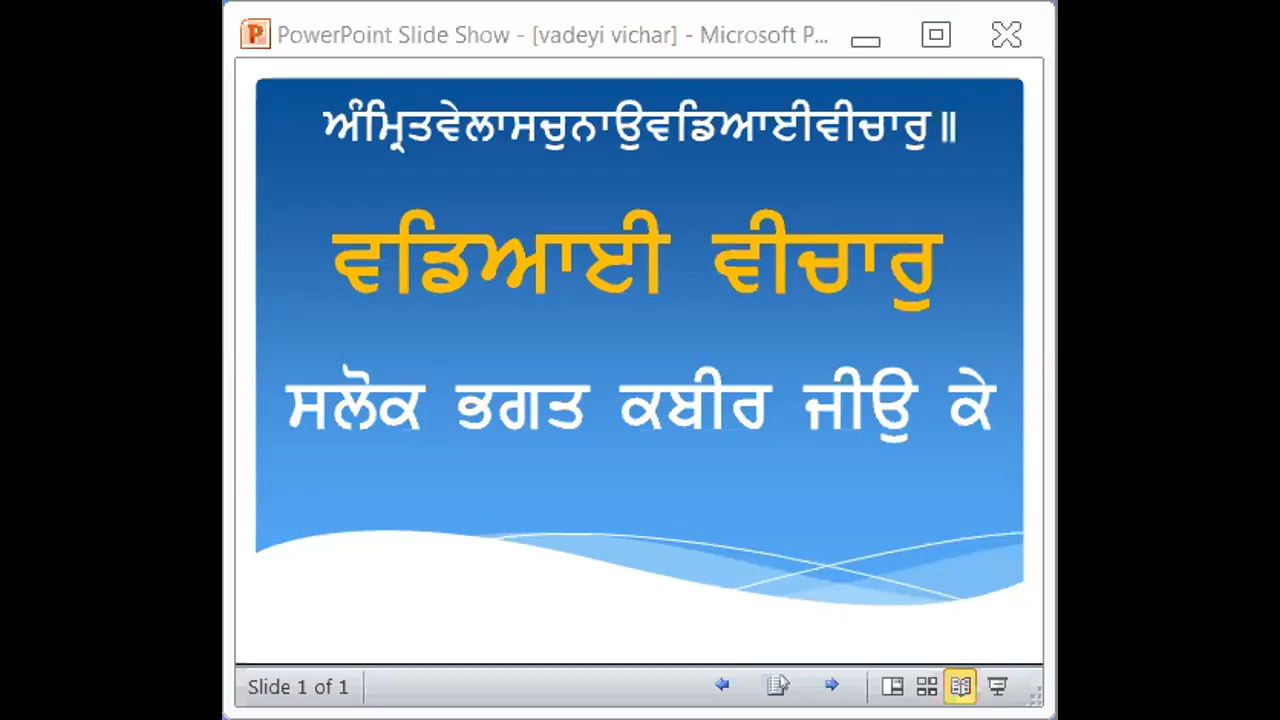 PowerPoint Slide Show - [vadeyi vichar] - Microsoft P...
ਅੰਮ੍ਰਿਤਵੇਲਾਸਚੁਨਾਉਵਡਿਆਈਵੀਚਾਰੁ॥
ਵਡਿਆਈ ਵੀਚਾਰੁ
ਸਲੋਕ ਭਗਤ ਕਬੀਰ ਜੀਉ ਕੇ
Slide 1 of 1